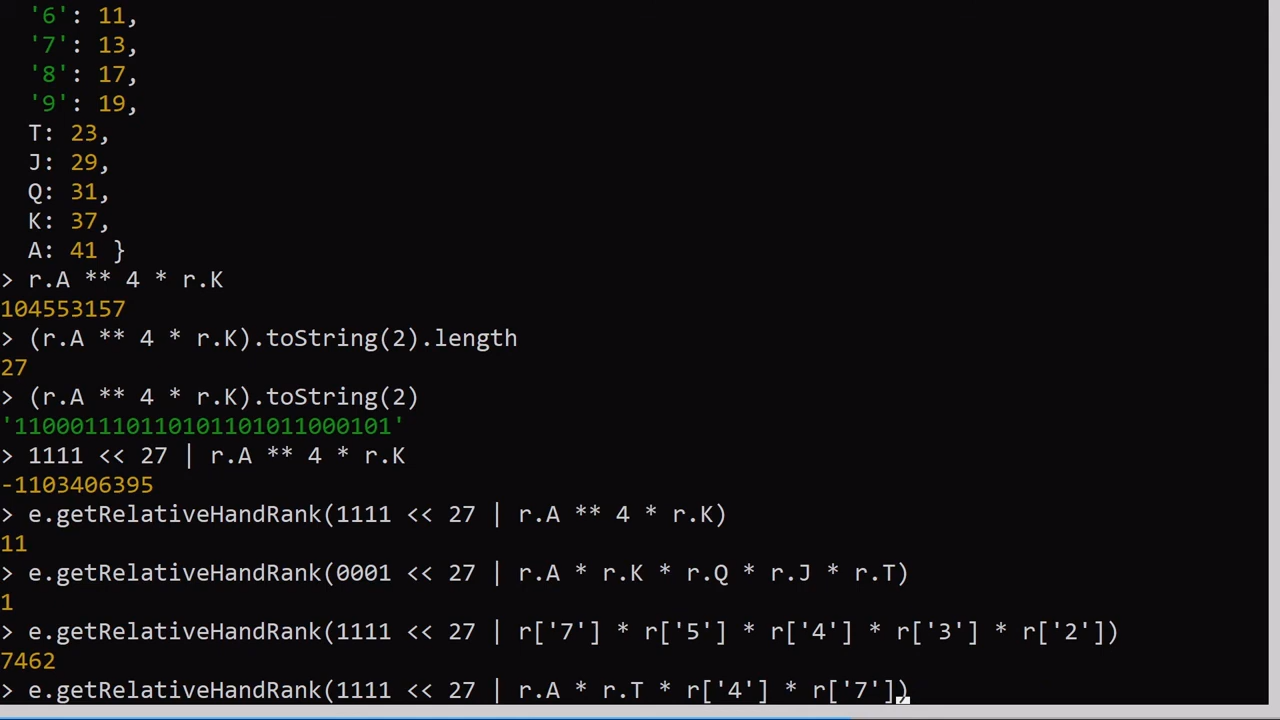 '6': 11,
'7': 13,
'8': 17,
'9': 19,
T: 23,
J: 29,
Q: 31,
K: 37,
A: 41 }
> r.A ** 4 * r.K
104553157
> (r.A ** 4 * r.K).toString(2).length
27
> (r.A ** 4 * r.K).toString(2)
'110001110110101101011000101'
> 1111 << 27 | r.A ** 4 * r.K
-1103406395
> e.getRelativeHandRank(1111 << 27 | r.A ** 4 * r.K)
11
> e.getRelativeHandRank(0001 << 27 | r.A * r.K * r.Q * r.J * r.T)
1
> e.getRelativeHandRank(1111 << 27 | r['7'] * r['5'] * r['4'] * r['3'] * r['2'])
7462
> e.getRelativeHandRank(1111 << 27 | r.A * r.T * r['4'] * r['7'])